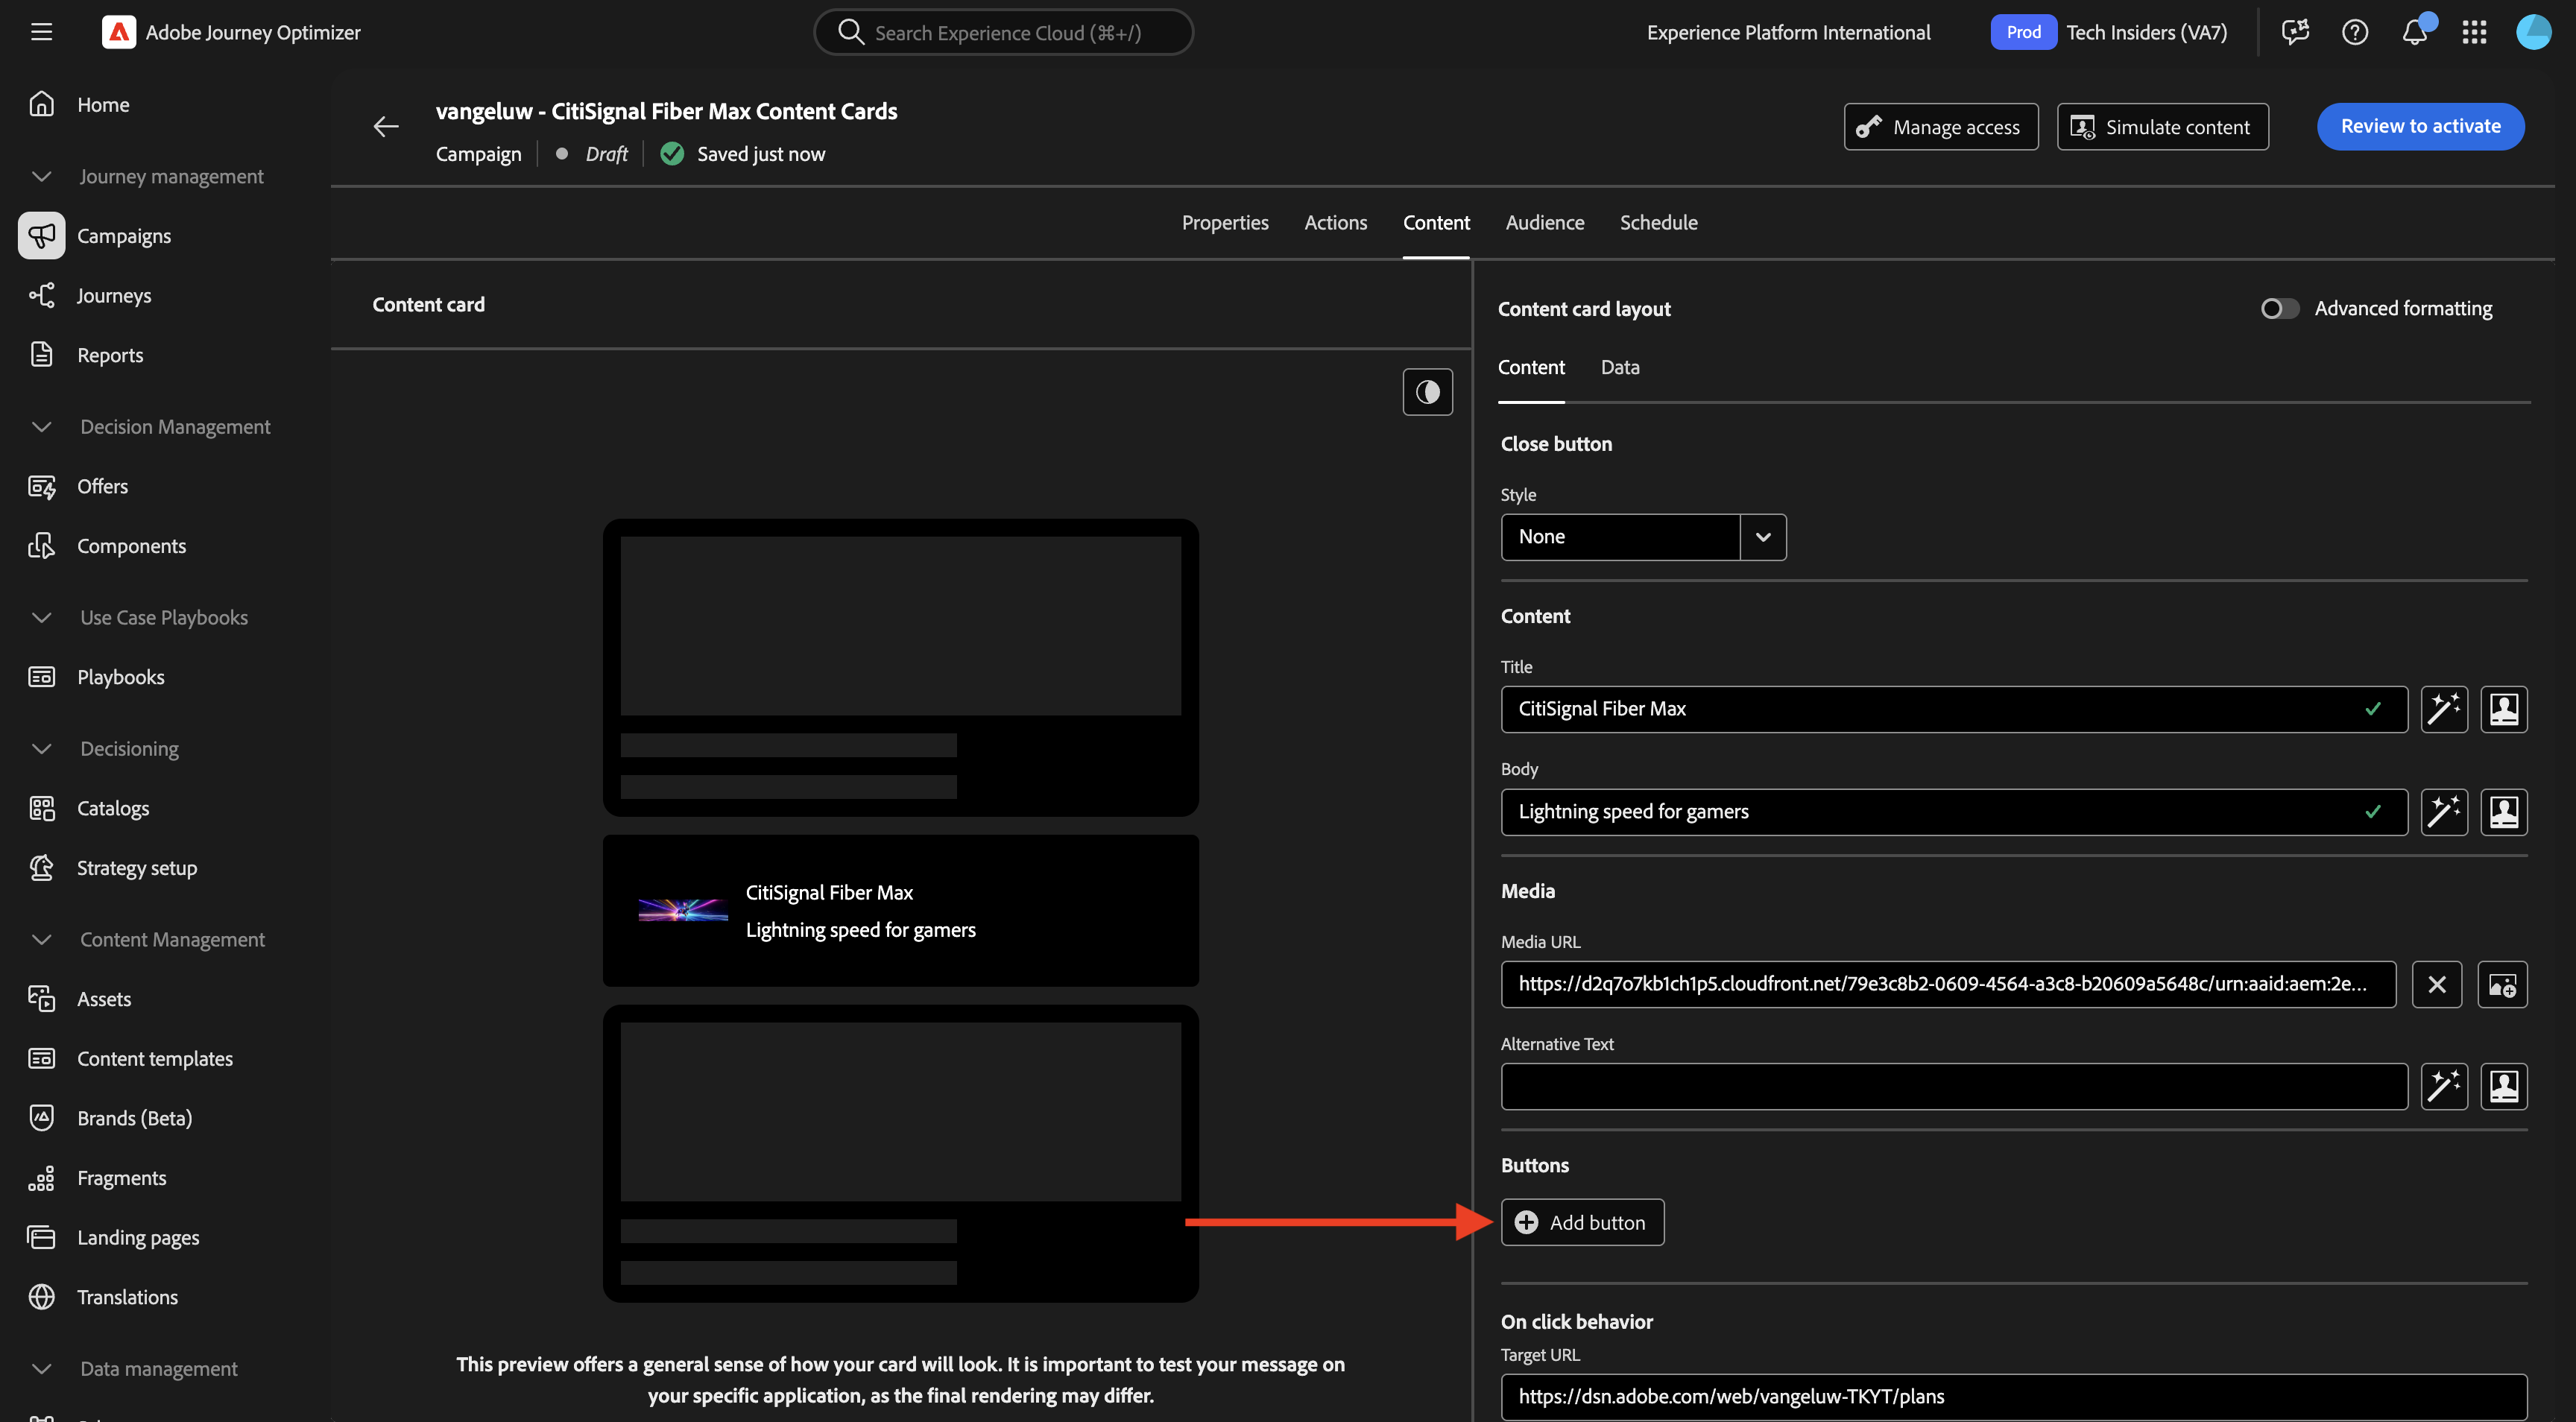 Adobe Journey Optimizer
Search Experience Cloud (⌘+/)
Experience Platform International
Prod
Tech Insiders (VA7)
Home
Journey management
Campaigns
Journeys
Reports
Decision Management
Offers
Components
Use Case Playbooks
Playbooks
Decisioning
Catalogs
Strategy setup
Content Management
Assets
Content templates
Brands (Beta)
Fragments
Landing pages
Translations
Data management
vangeluw - CitiSignal Fiber Max Content Cards
Campaign
Draft
Saved just now
Manage access
Simulate content
Review to activate
Properties
Actions
Content
Audience
Schedule
Content card
CitiSignal Fiber Max
Lightning speed for gamers
This preview offers a general sense of how your card will look. It is important to test your message on
your specific application, as the final rendering may differ.
Content card layout
Advanced formatting
Content
Data
Close button
Style
None
Content
Title
CitiSignal Fiber Max
Body
Lightning speed for gamers
Media
Media URL
https://d2q7o7kb1ch1p5.cloudfront.net/79e3c8b2-0609-4564-a3c8-b20609a5648c/urn:aaid:aem:2e...
Alternative Text
Buttons
Add button
On click behavior
Target URL
https://dsn.adobe.com/web/vangeluw-TKYT/plans